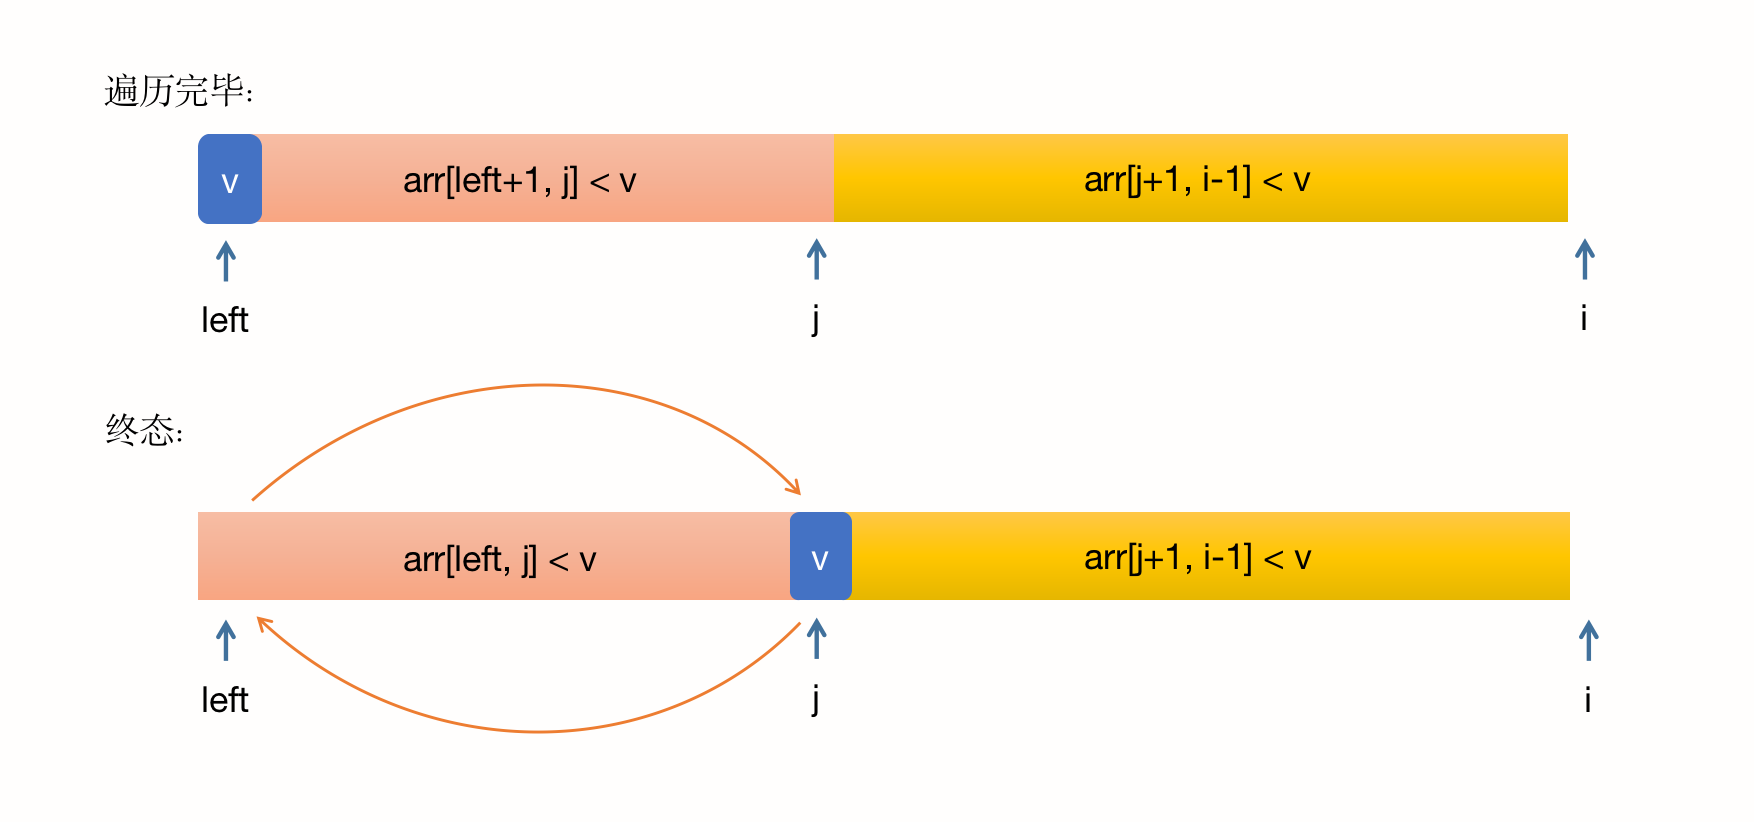 遍历完毕:
v
arr[left+1, j] < v
arr[j+1, i-1] < v
left
j
i
终态:
arr[left, j] < v
v
arr[j+1, i-1] < v
left
j
i